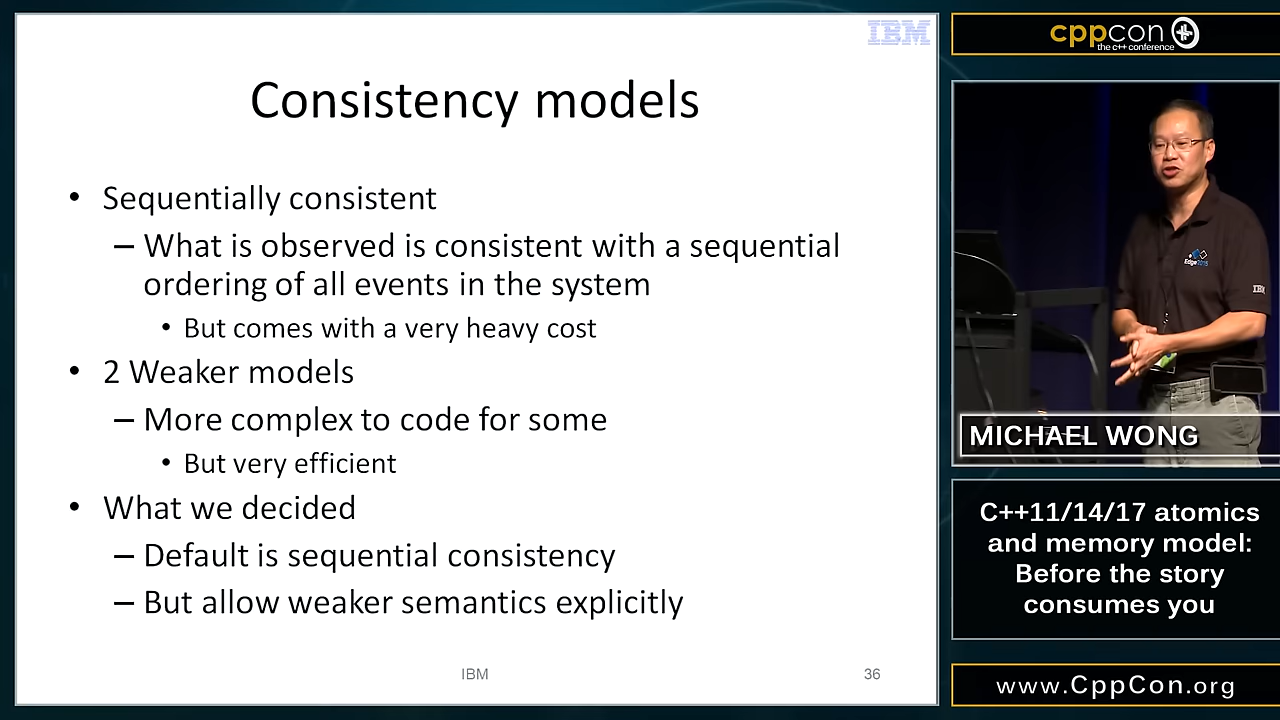 IBM
Consistency models
• Sequentially consistent
– What is observed is consistent with a sequential
ordering of all events in the system
• But comes with a very heavy cost
• 2 Weaker models
– More complex to code for some
• But very efficient
• What we decided
– Default is sequential consistency
– But allow weaker semantics explicitly
IBM
36
cppcon
the c++ conference
IBM
MICHAEL WONG
C++11/14/17 atomics
and memory model:
Before the story
consumes you
www.CppCon.org